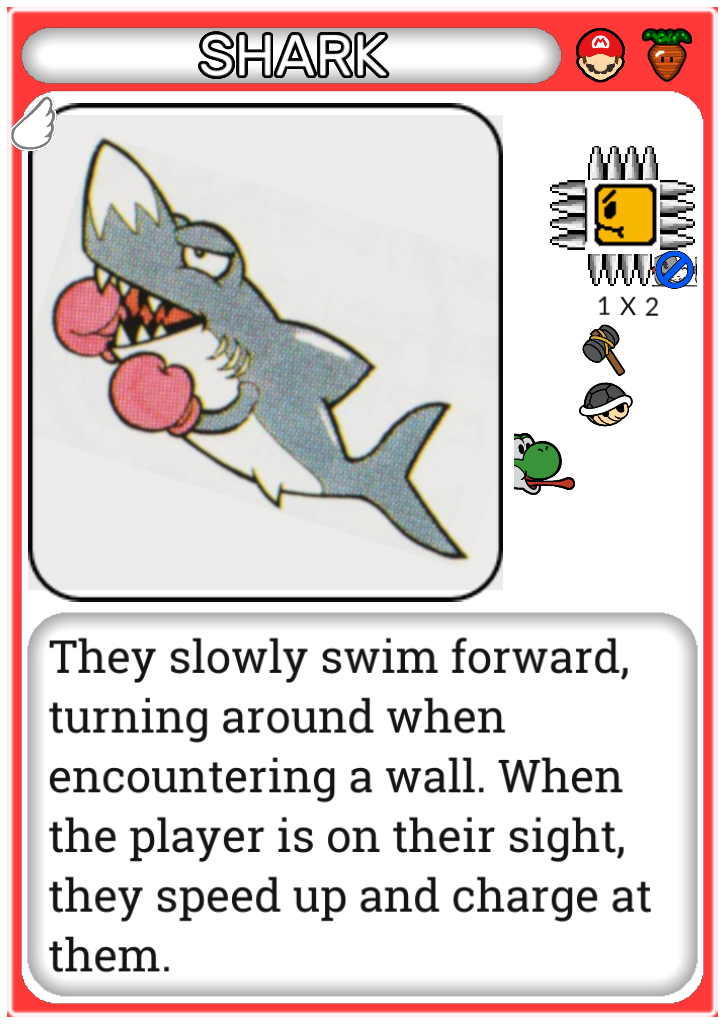 SHARK
1 X 2
They slowly swim forward,
turning around when
encountering a wall. When
the player is on their sight,
they speed up and charge at
them.